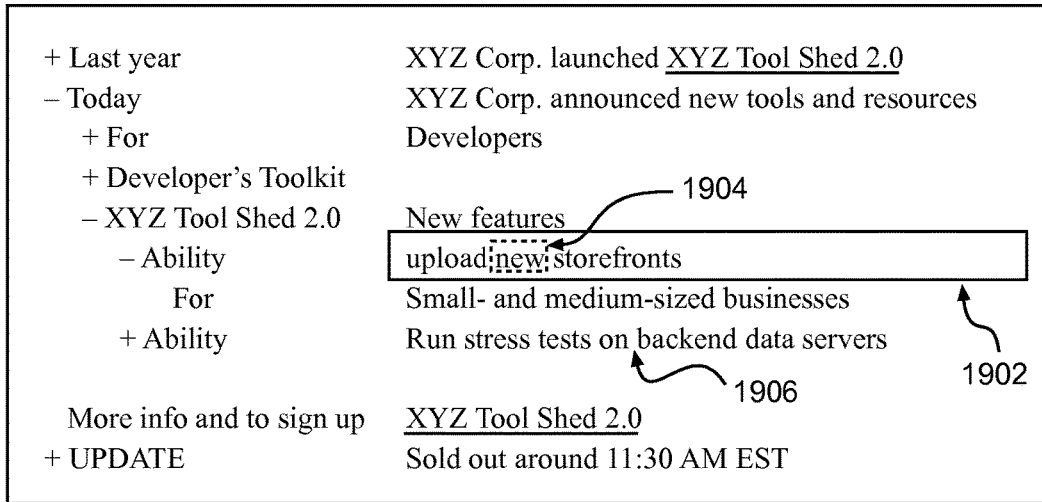 + Last year XYZ Corp. launched XYZ Tool Shed 2.0
– Today XYZ Corp. announced new tools and resources
+ For Developers
+ Developer's Toolkit
1904
– XYZ Tool Shed 2.0 New features
– Ability upload new storefronts
For Small- and medium-sized businesses
+ Ability Run stress tests on backend data servers
1902
1906
More info and to sign up XYZ Tool Shed 2.0
+ UPDATE Sold out around 11:30 AM EST